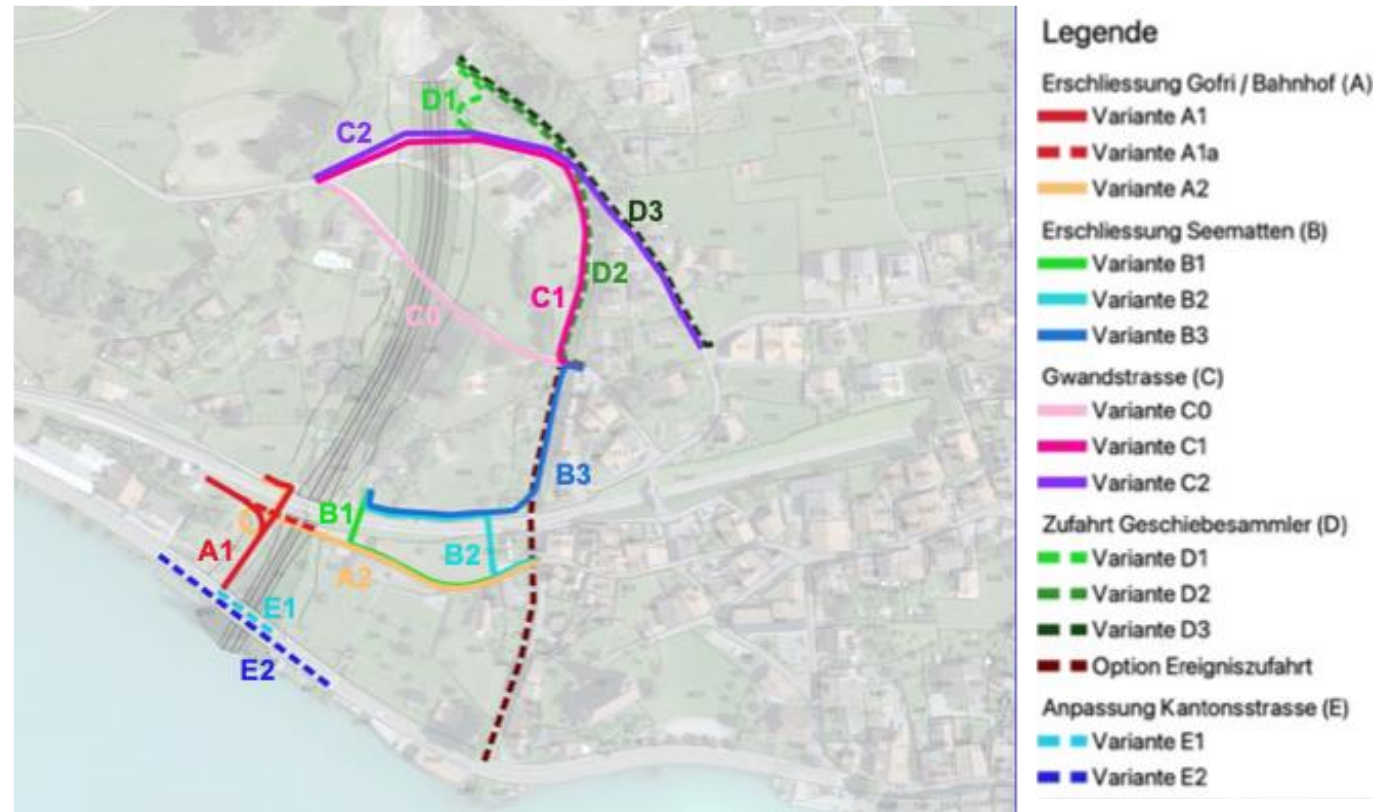 D1
C2
D3
D2
C1
C0
B3
B1
A1
B2
A2
E1
E2
Legende
Erschliessung Gofri / Bahnhof (A)
Variante A1
Variante A1a
Variante A2
Erschliessung Seematten (B)
Variante B1
Variante B2
Variante B3
Gwandstrasse (C)
Variante C0
Variante C1
Variante C2
Zufahrt Geschiebesammler (D)
Variante D1
Variante D2
Variante D3
Option Ereigniszufahrt
Anpassung Kantonsstrasse (E)
Variante E1
Variante E2